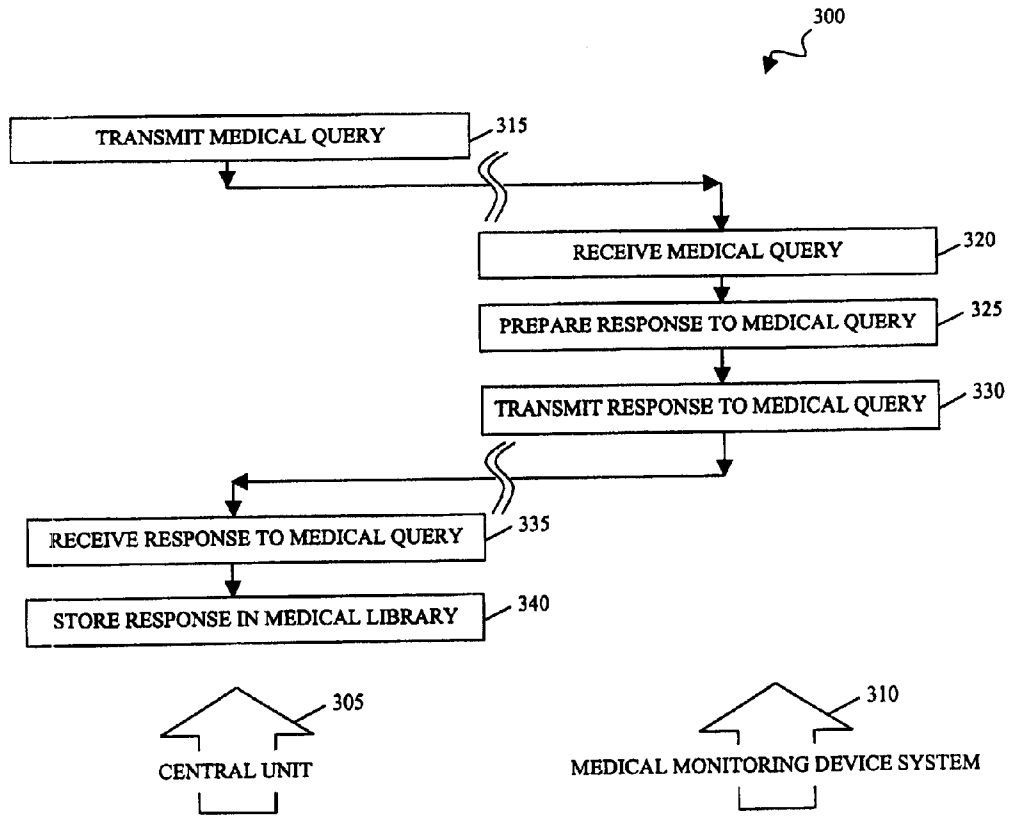 300
TRANSMIT MEDICAL QUERY
315
RECEIVE MEDICAL QUERY
320
PREPARE RESPONSE TO MEDICAL QUERY
325
TRANSMIT RESPONSE TO MEDICAL QUERY
330
RECEIVE RESPONSE TO MEDICAL QUERY
335
STORE RESPONSE IN MEDICAL LIBRARY
340
305
CENTRAL UNIT
310
MEDICAL MONITORING DEVICE SYSTEM